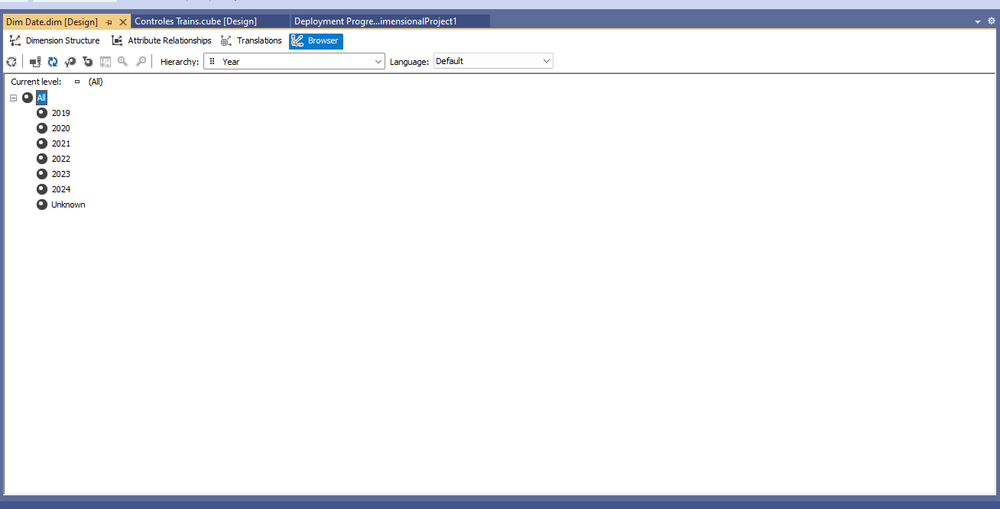 Dim Date.dim [Design] Controles Trains.cube [Design] Deployment Progre...imensionalProject1
Dimension Structure Attribute Relationships Translations Browser
Hierarchy: Year Language: Default
Current level: (All)
All
2019
2020
2021
2022
2023
2024
Unknown